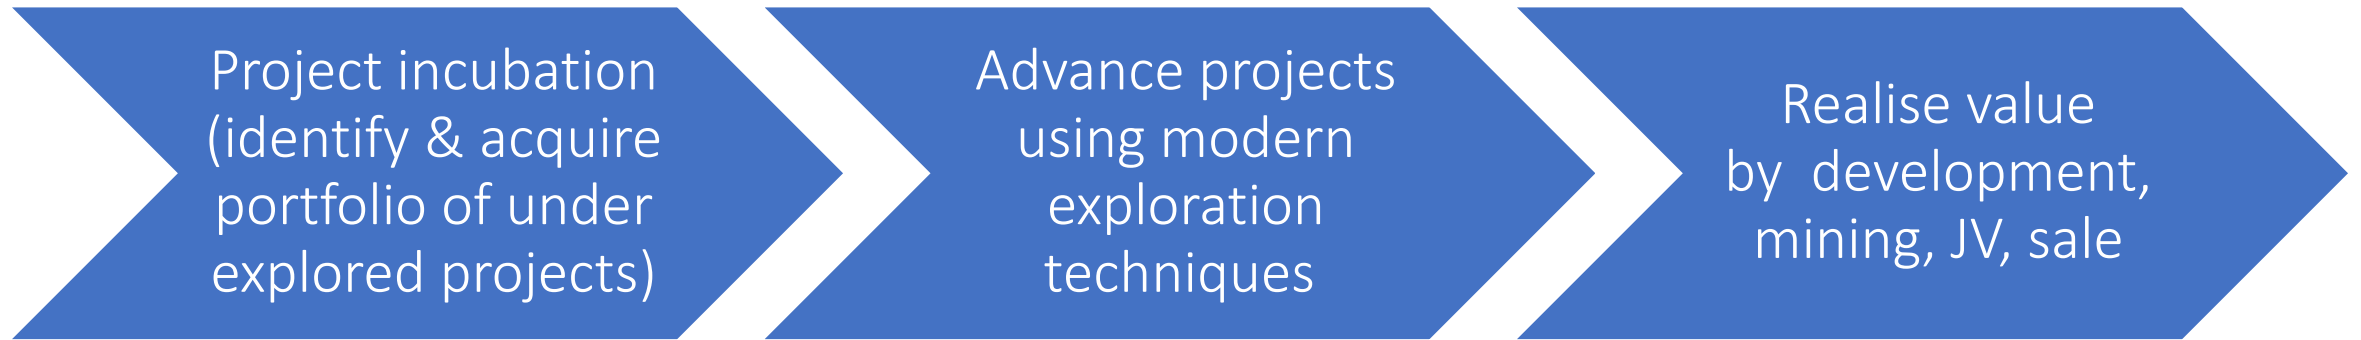 Project incubation
(identify & acquire
portfolio of under
explored projects)
Advance projects
using modern
exploration
techniques
Realise value
by  development,
mining, JV, sale